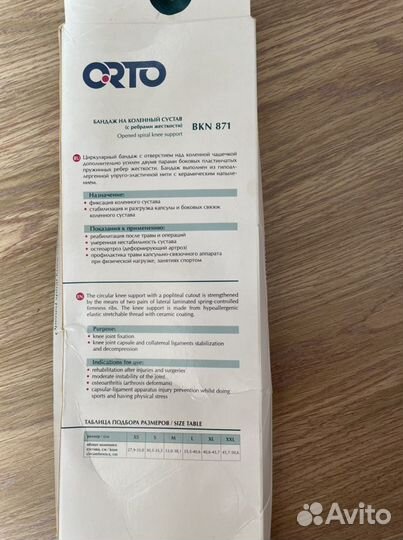 ORTO
БАНДАЖ НА КОЛЕННЫЙ СУСТАВ
(с ребрами жесткости)
BKN 871
Opened spiral knee support
RU Циркулярный бандаж с отверстием над коленной чашечкой
дополнительно усилен двумя парами боковых пластинчатых
пружинных ребер жесткости. Бандаж выполнен из гипоал-
лергенной упруго-эластичной нити с керамическим напыле-
нием.
Назначение:
• фиксация коленного сустава
• стабилизация и разгрузка капсулы и боковых связок
коленного сустава
Показания к применению:
• реабилитация после травм и операций
• умеренная нестабильность сустава
• остеоартроз (деформирующий артроз)
• профилактика травм капсульно-связочного аппарата
при физической нагрузке, занятиях спортом
EN The circular knee support with a popliteal cutout is strengthened
by the means of two pairs of lateral laminated spring-controlled
firmness ribs. The knee support is made from hypoallergenic
elastic stretchable thread with ceramic coating.
Purpose:
• knee joint fixation
• knee joint capsule and collateral ligaments stabilization
and decompression
Indications for use:
• rehabilitation after injuries and surgeries
• moderate instability of the joint
• osteoarthritis (arthrosis deformans)
• capsular-ligament apparatus injury prevention whilst doing
sports and having physical stress
ТАБЛИЦА ПОДБОРА РАЗМЕРОВ / SIZE TABLE
размер / size XS S M L XL XXL
Avito